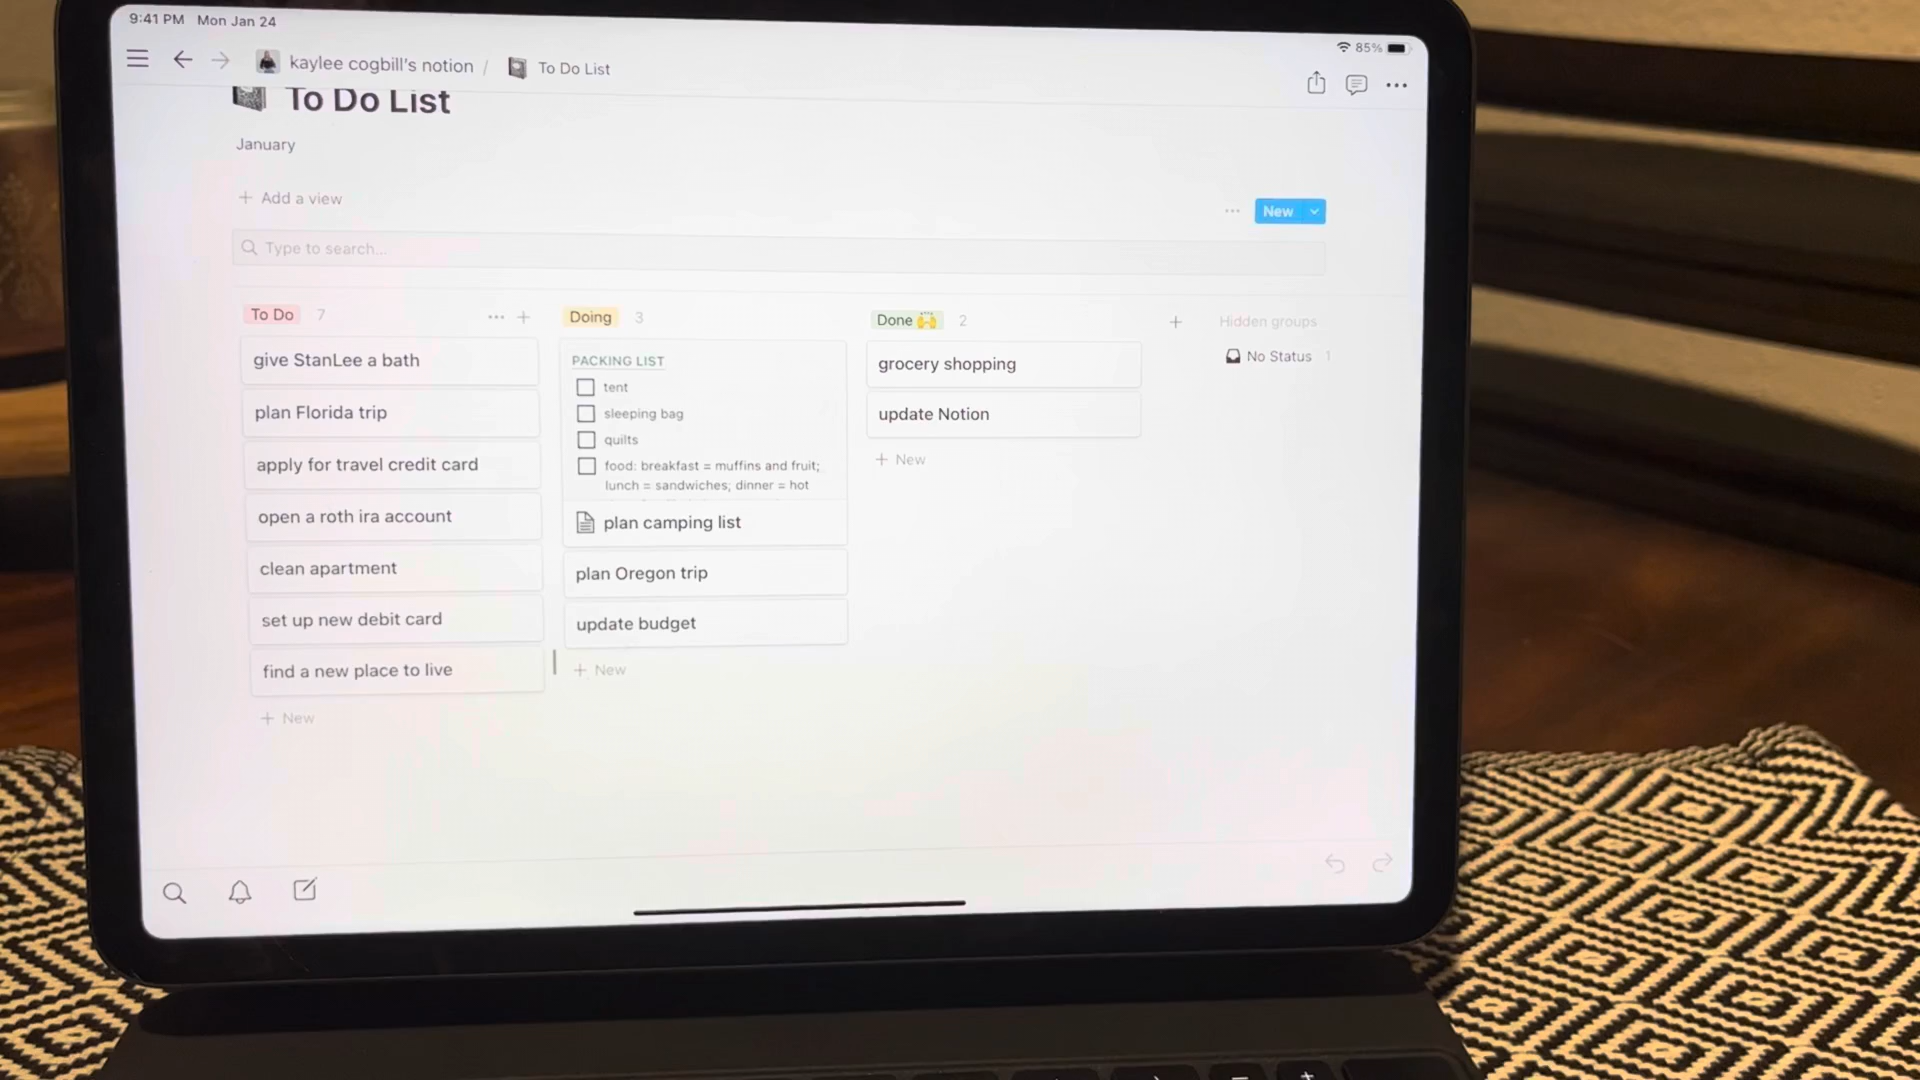 9:41 PM Mon Jan 24
85%
kaylee cogbill's notion / To Do List
To Do List
January
+ Add a view
New
Type to search...
To Do 7
give StanLee a bath
plan Florida trip
apply for travel credit card
open a roth ira account
clean apartment
set up new debit card
find a new place to live
+ New
Doing 3
PACKING LIST
tent
sleeping bag
quilts
food: breakfast = muffins and fruit;
lunch = sandwiches; dinner = hot
plan camping list
plan Oregon trip
update budget
+ New
Done 🙌 2
grocery shopping
update Notion
+ New
Hidden groups
No Status 1